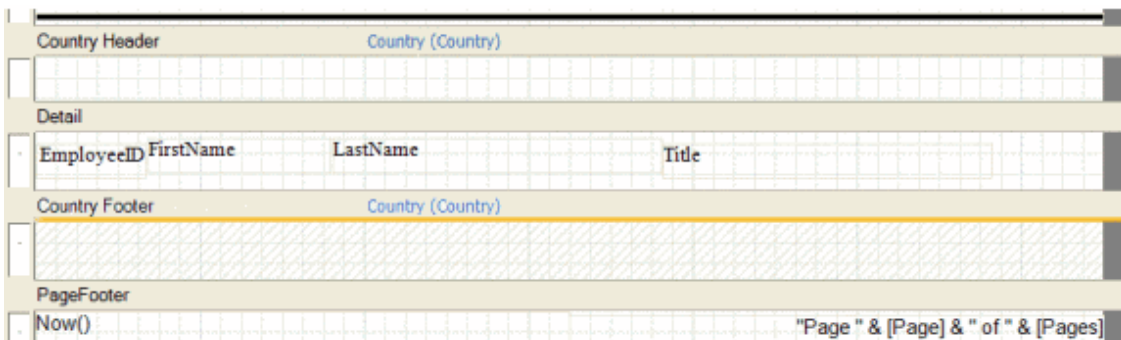 Country Header Country (Country)
Detail
EmployeeID FirstName LastName Title
Country Footer Country (Country)
PageFooter
Now() "Page " & [Page] & " of " & [Pages]